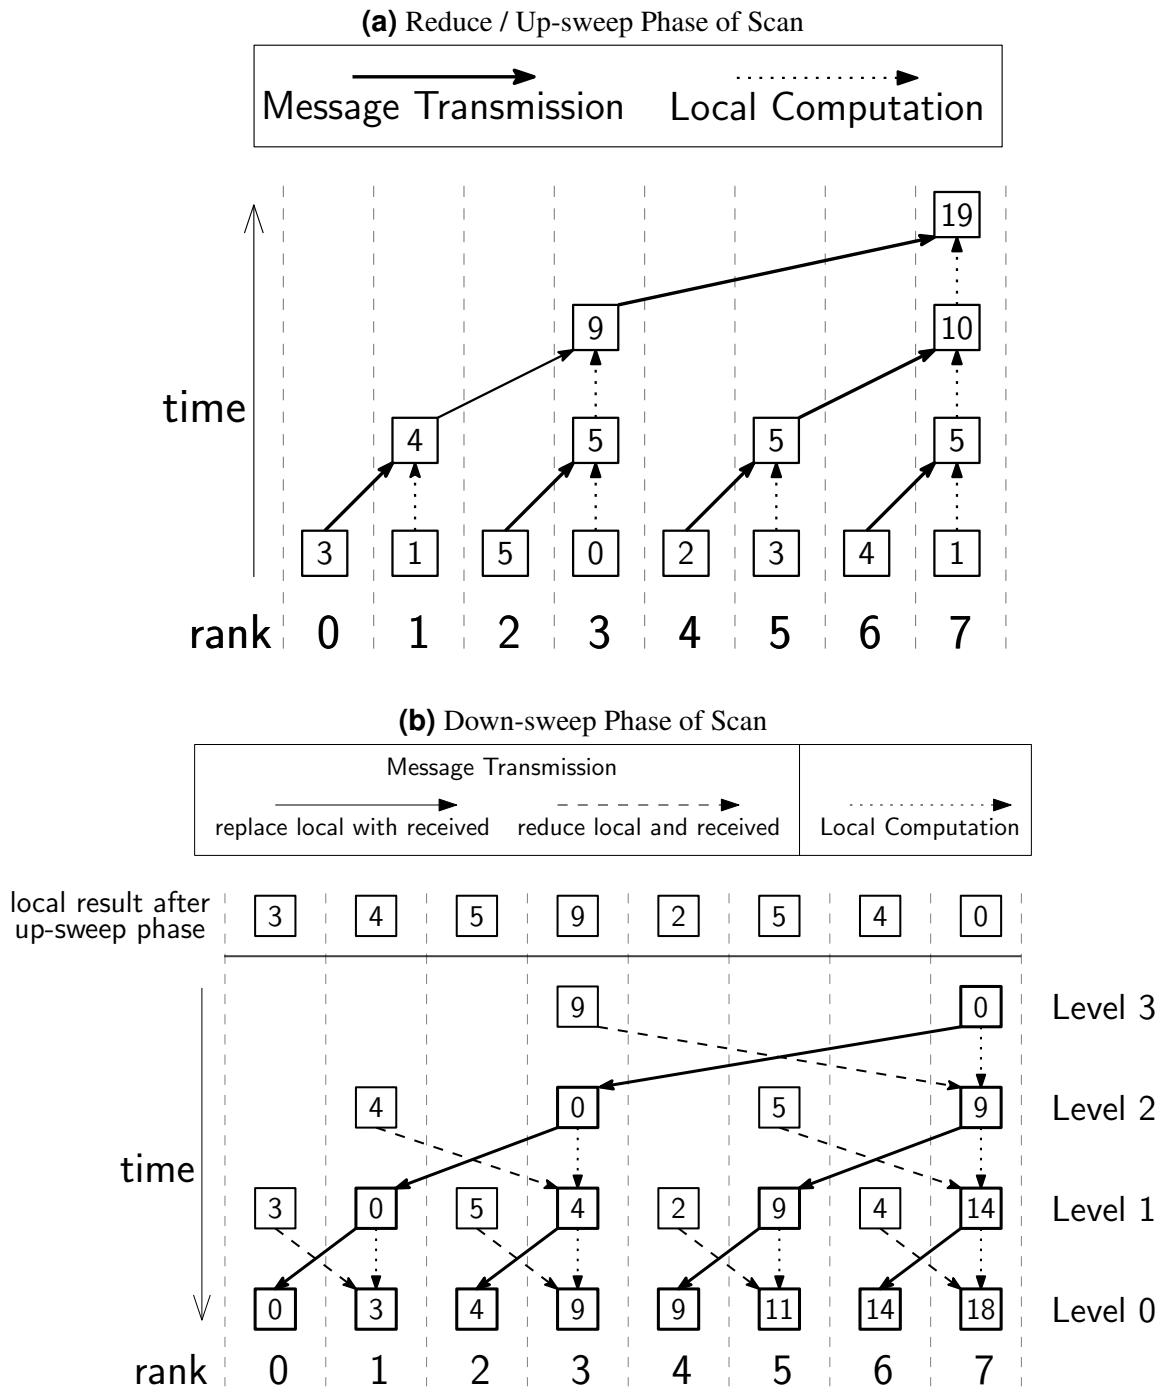 (a) Reduce / Up-sweep Phase of Scan
Message Transmission Local Computation
19
9 10
time
4 5 5 5
3 1 5 0 2 3 4 1
rank 0 1 2 3 4 5 6 7
(b) Down-sweep Phase of Scan
Message Transmission
replace local with received reduce local and received Local Computation
local result after
up-sweep phase
3 4 5 9 2 5 4 0
9 0 Level 3
4 0 5 9 Level 2
time
3 0 5 4 2 9 4 14 Level 1
0 3 4 9 9 11 14 18 Level 0
rank 0 1 2 3 4 5 6 7